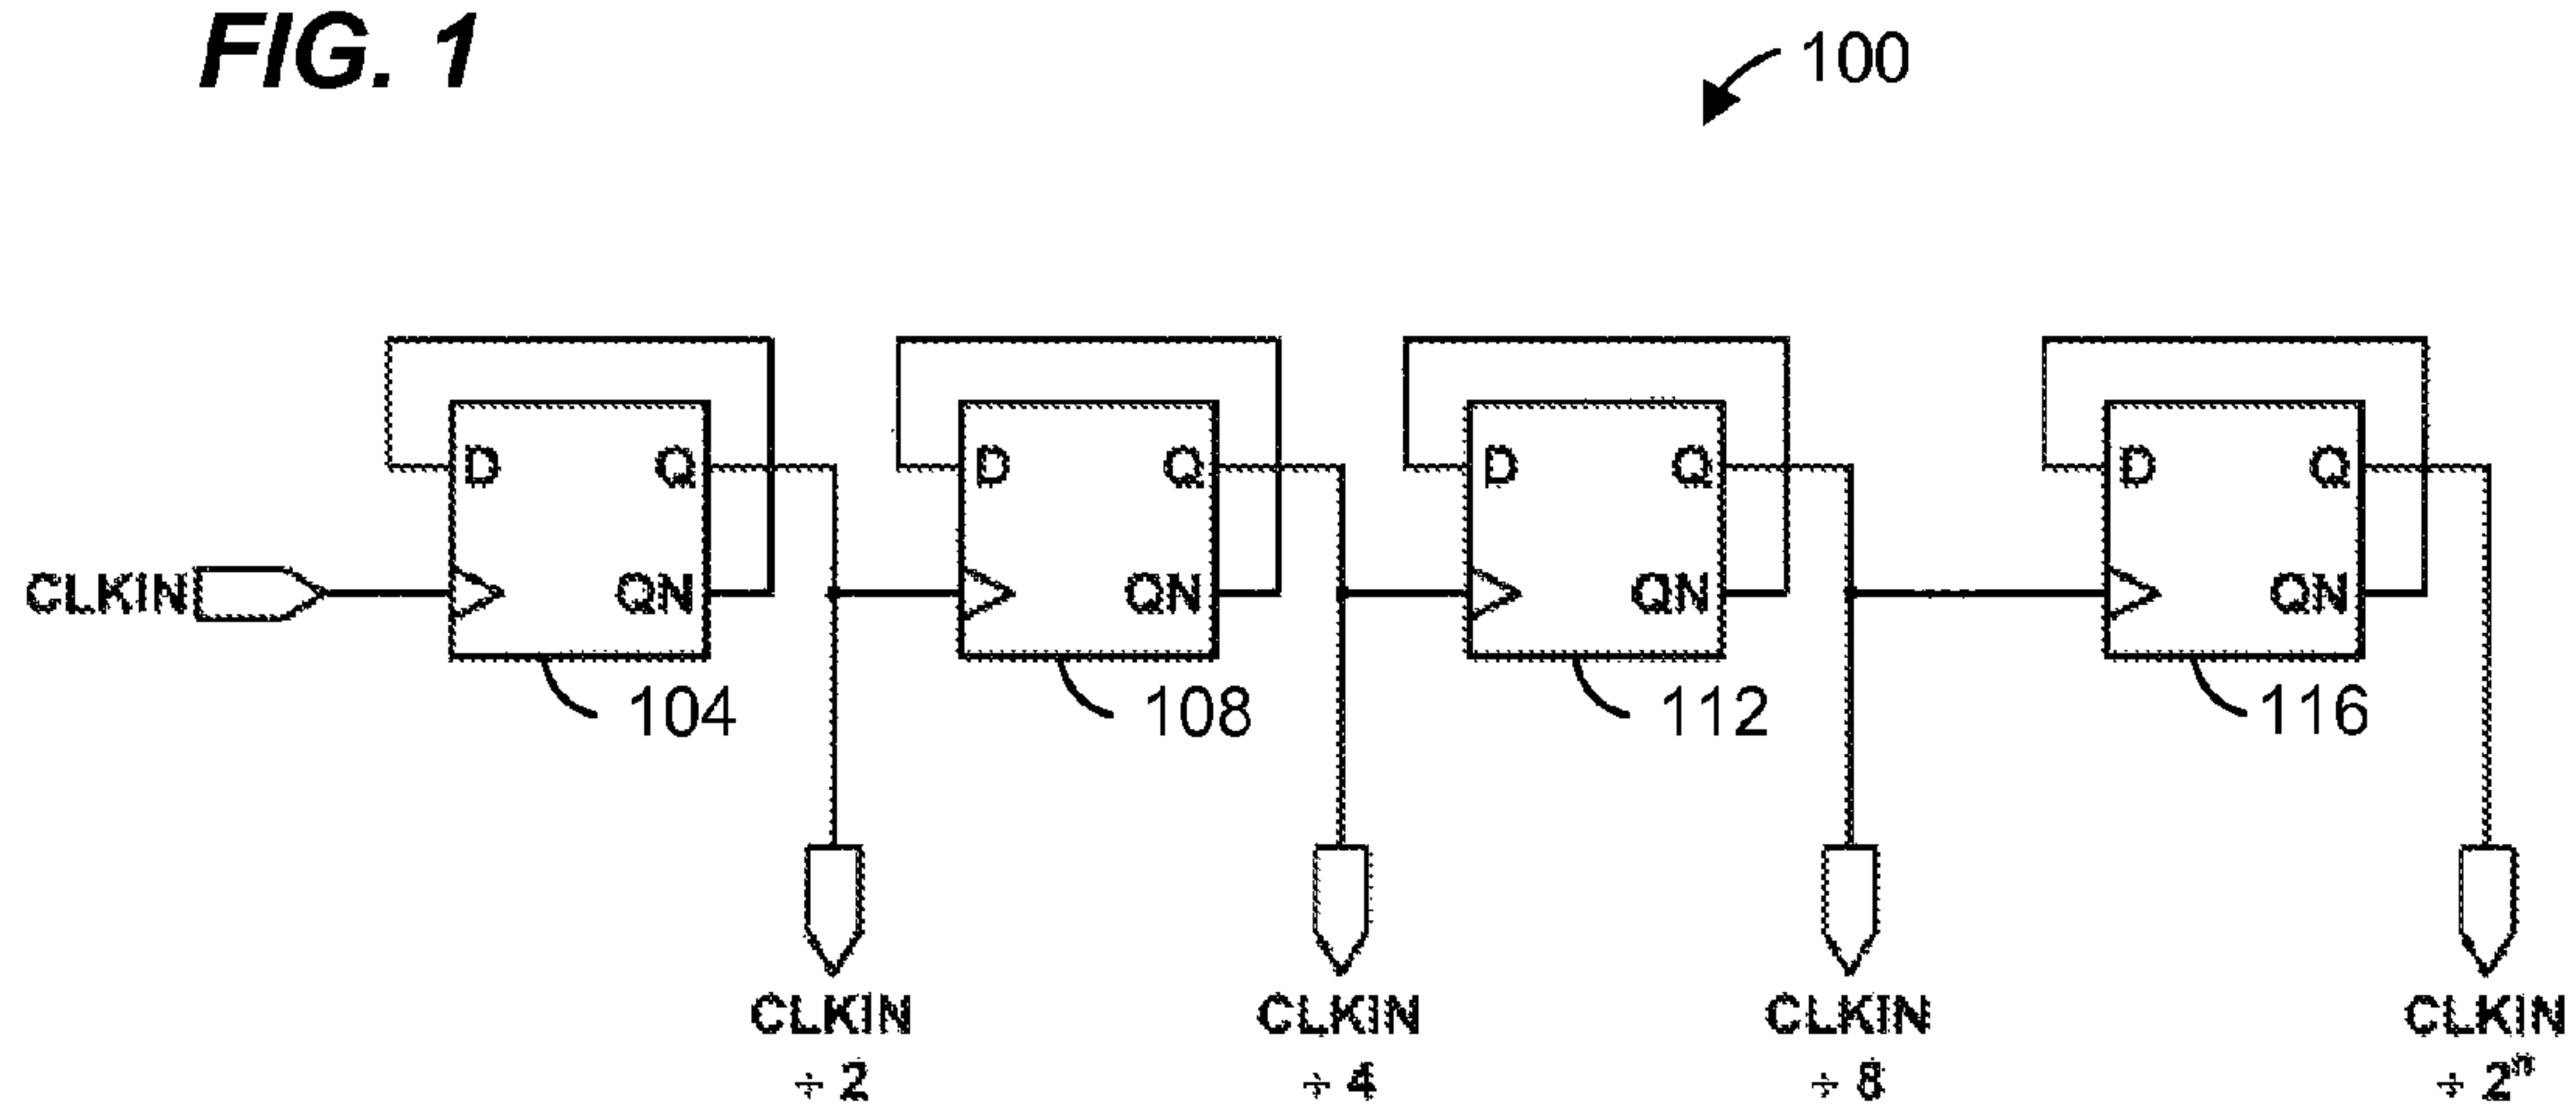 FIG. 1
100
D Q
QN
D Q
QN
D Q
QN
D Q
QN
CLKIN
104
108
112
116
CLKIN
÷ 2
CLKIN
÷ 4
CLKIN
÷ 8
CLKIN
÷ 2ⁿ